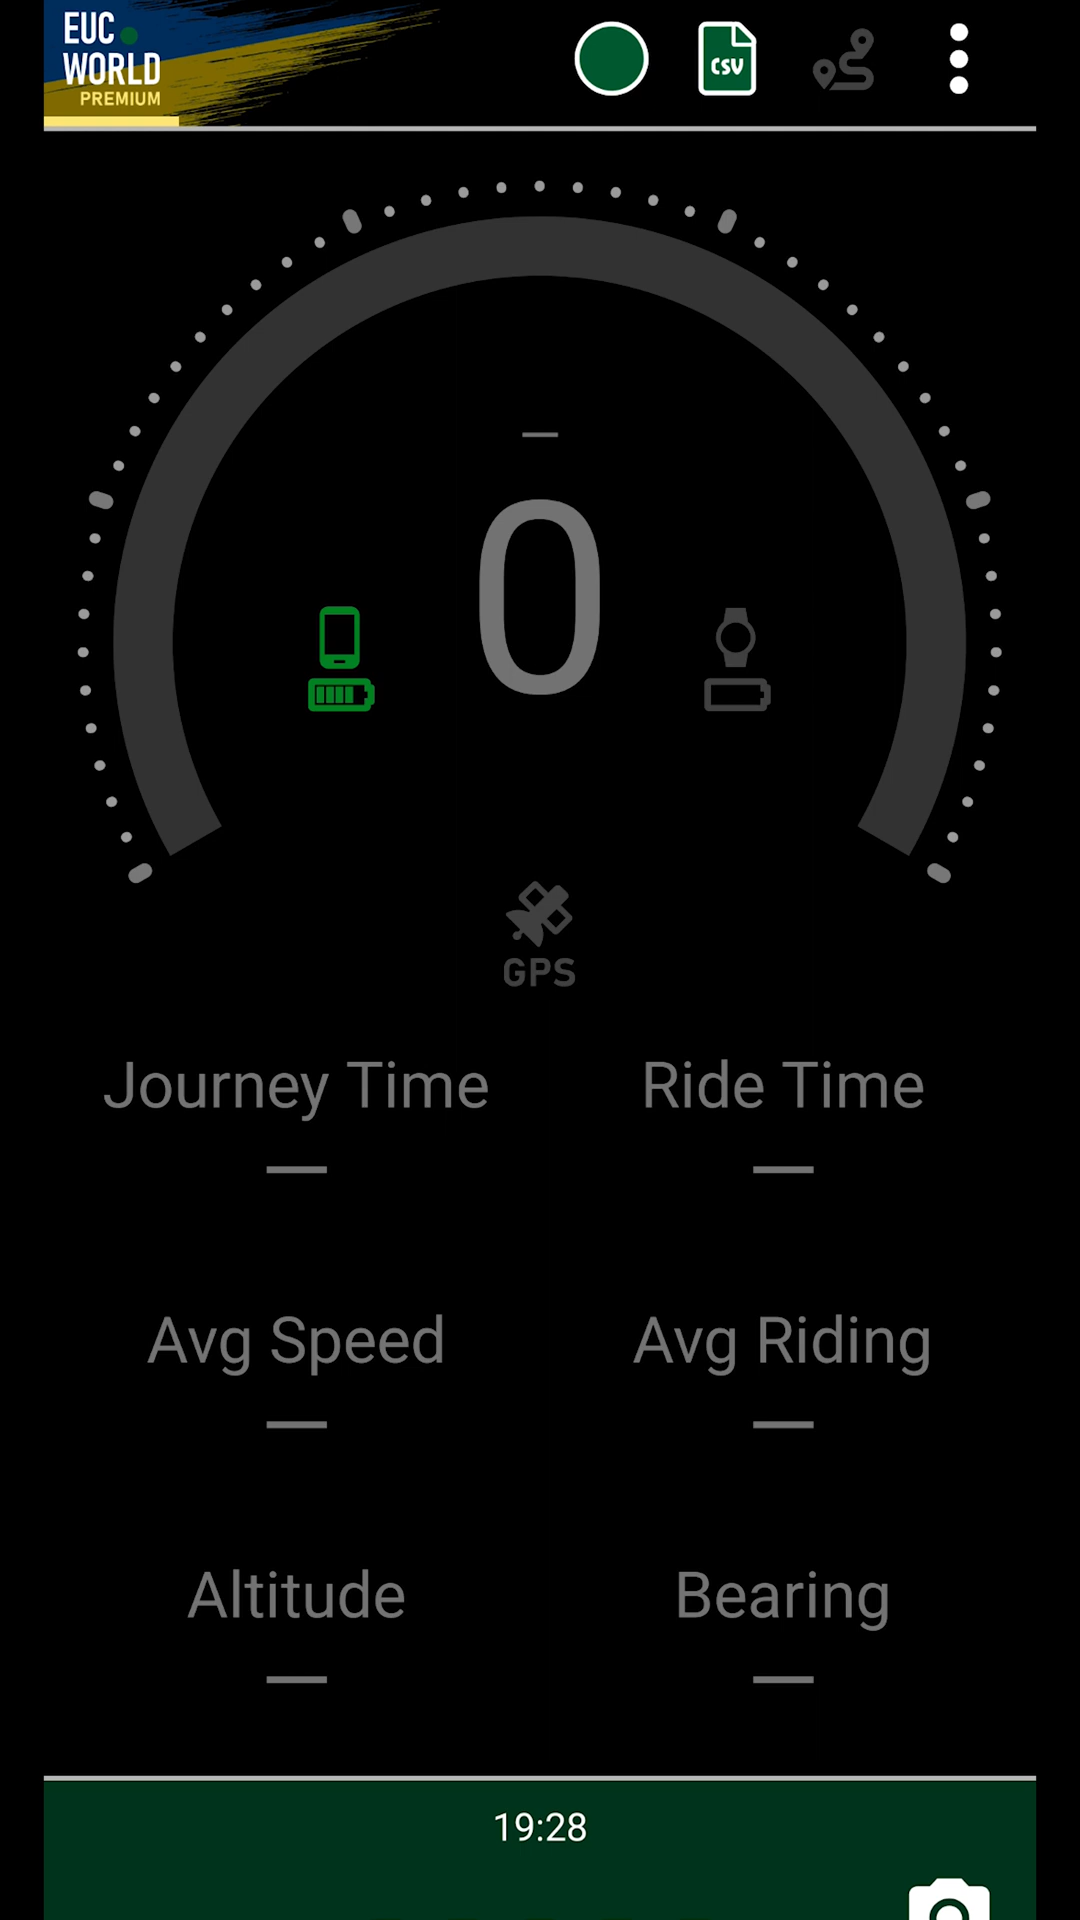 EUC
WORLD
PREMIUM
CSV
—
0
GPS
Journey Time
Ride Time
—
—
Avg Speed
Avg Riding
—
—
Altitude
Bearing
—
—
19:28